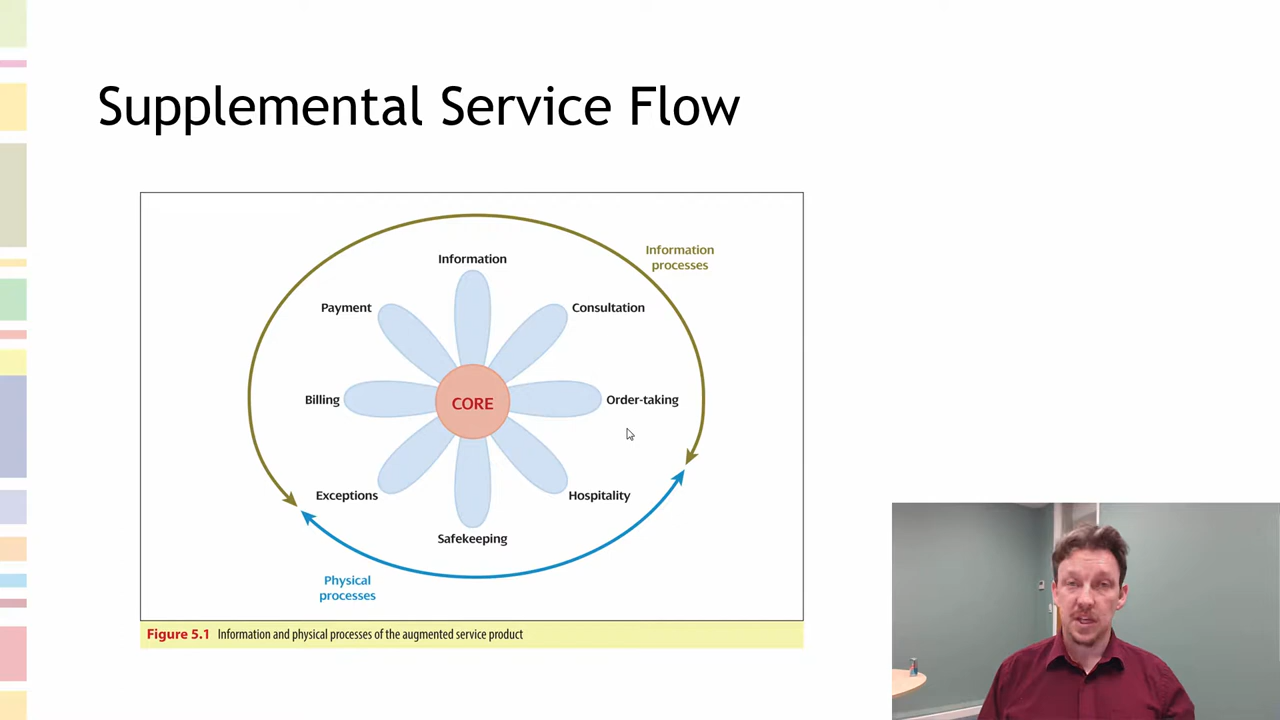 Supplemental Service Flow
Information
Information
processes
Payment
Consultation
Billing
CORE
Order-taking
Exceptions
Hospitality
Safekeeping
Physical
processes
Figure 5.1 Information and physical processes of the augmented service product